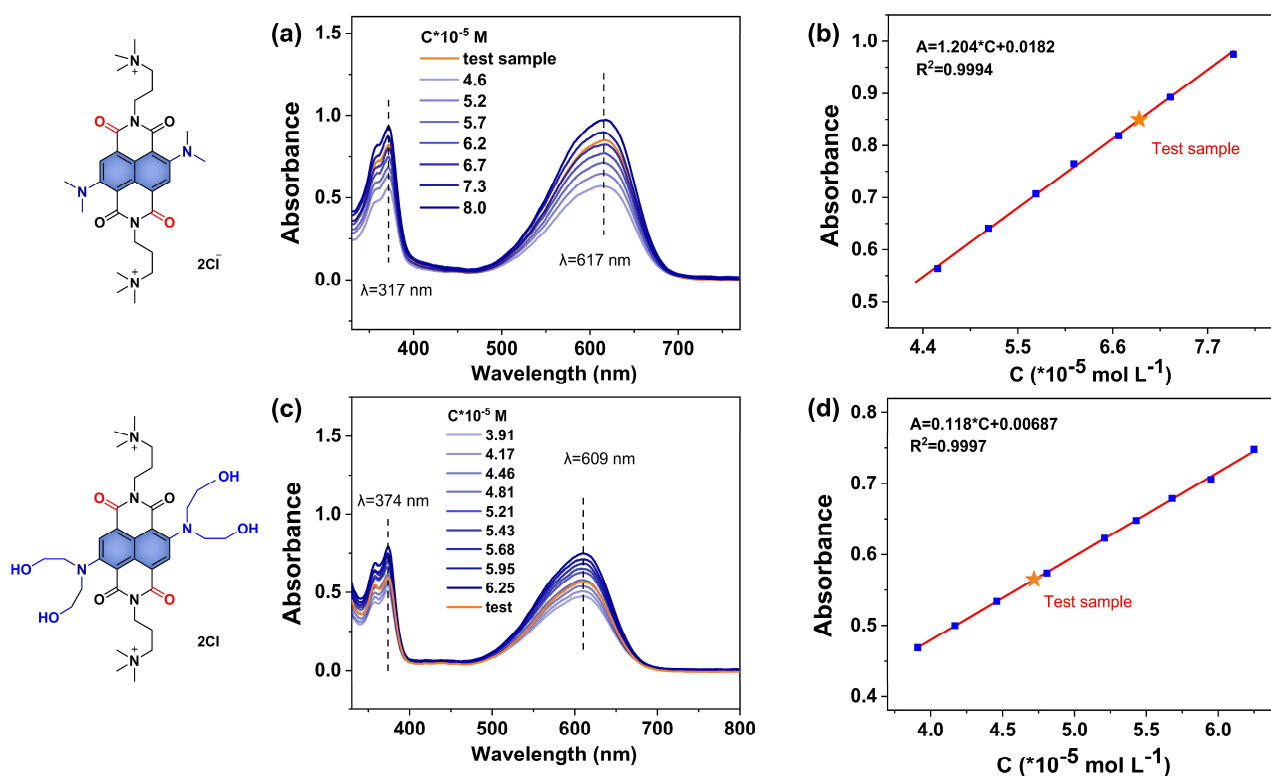 (a)
C*10⁻⁵ M
test sample
4.6
5.2
5.7
6.2
6.7
7.3
8.0
λ=317 nm
λ=617 nm
Absorbance
0.0
0.5
1.0
1.5
400
500
600
700
Wavelength (nm)
(b)
A=1.204*C+0.0182
R²=0.9994
Test sample
Absorbance
1.0
0.9
0.8
0.7
0.6
0.5
4.4
5.5
6.6
7.7
C (*10⁻⁵ mol L⁻¹)
N
+
N
O
O
N
N
O
O
N
N
+
2Cl⁻
(c)
C*10⁻⁵ M
3.91
4.17
4.46
4.81
5.21
5.43
5.68
5.95
6.25
test
λ=374 nm
λ=609 nm
Absorbance
0.0
0.5
1.0
1.5
400
500
600
700
800
Wavelength (nm)
(d)
A=0.118*C+0.00687
R²=0.9997
Test sample
Absorbance
0.8
0.7
0.6
0.5
0.4
4.0
4.5
5.0
5.5
6.0
C (*10⁻⁵ mol L⁻¹)
N
+
OH
N
O
O
N
OH
HO
N
O
O
HO
N
N
+
2Cl